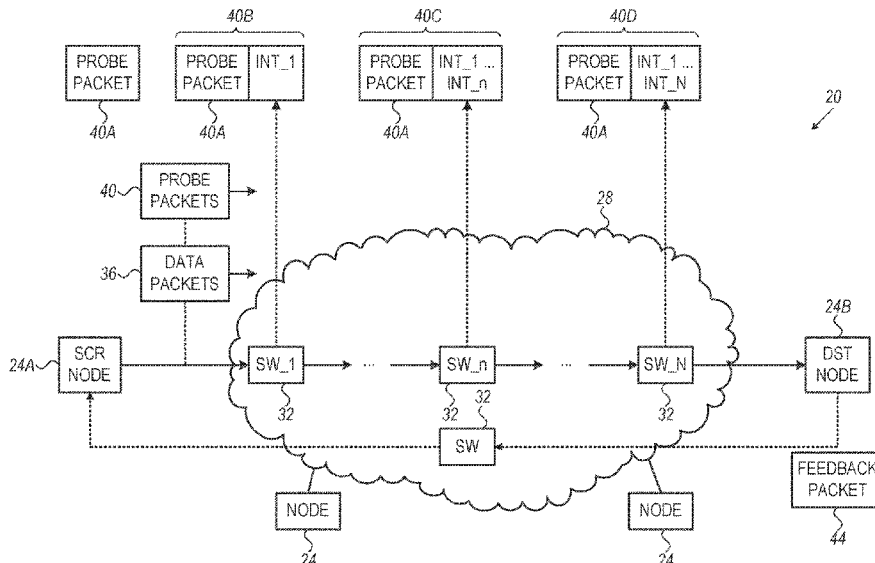 40B
40C
40D
PROBE PACKET
PROBE PACKET
INT_1
PROBE PACKET
INT_1 ... INT_n
PROBE PACKET
INT_1 ... INT_N
40A
40A
40A
40A
20
40
PROBE PACKETS
28
36
DATA PACKETS
24B
24A
SCR NODE
SW_1
...
SW_n
...
SW_N
DST NODE
32
32
32
32
SW
NODE
NODE
FEEDBACK PACKET
24
24
44